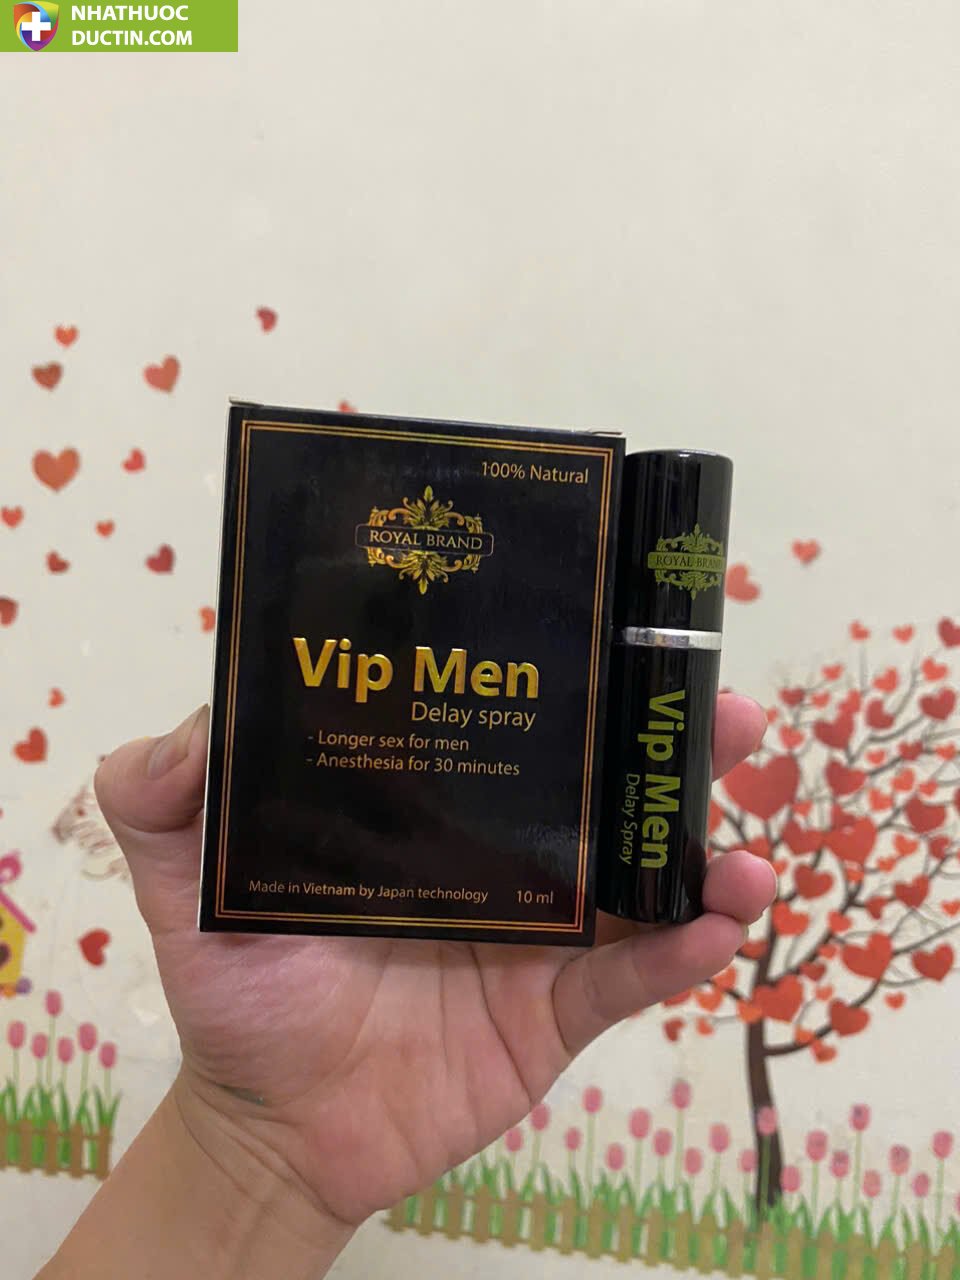 NHATHUOC
DUCTIN.COM
100% Natural
ROYAL BRAND
Vip Men
Delay spray
- Longer sex for men
- Anesthesia for 30 minutes
Made in Vietnam by Japan technology
10 ml
ROYAL BRAND
Vip Men
Delay Spray